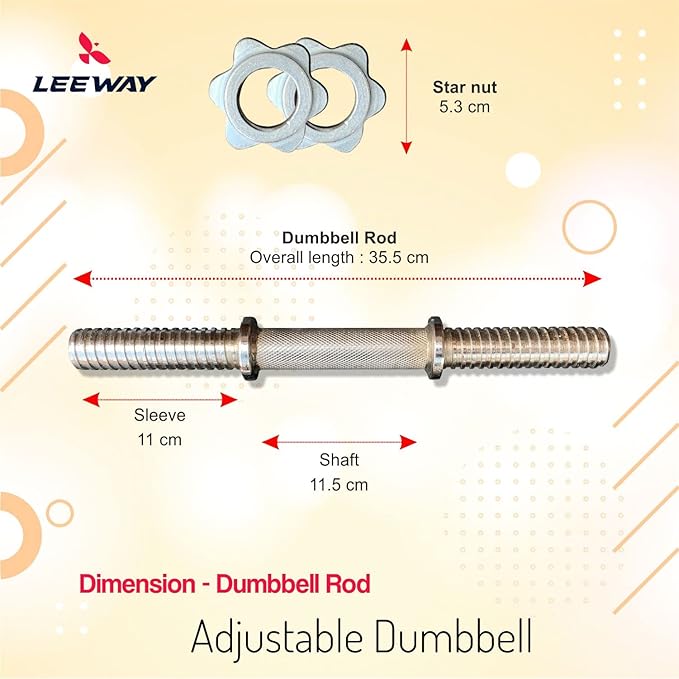 LEEWAY
Star nut
5.3 cm
Dumbbell Rod
Overall length : 35.5 cm
Sleeve
11 cm
Shaft
11.5 cm
Dimension - Dumbbell Rod
Adjustable Dumbbell